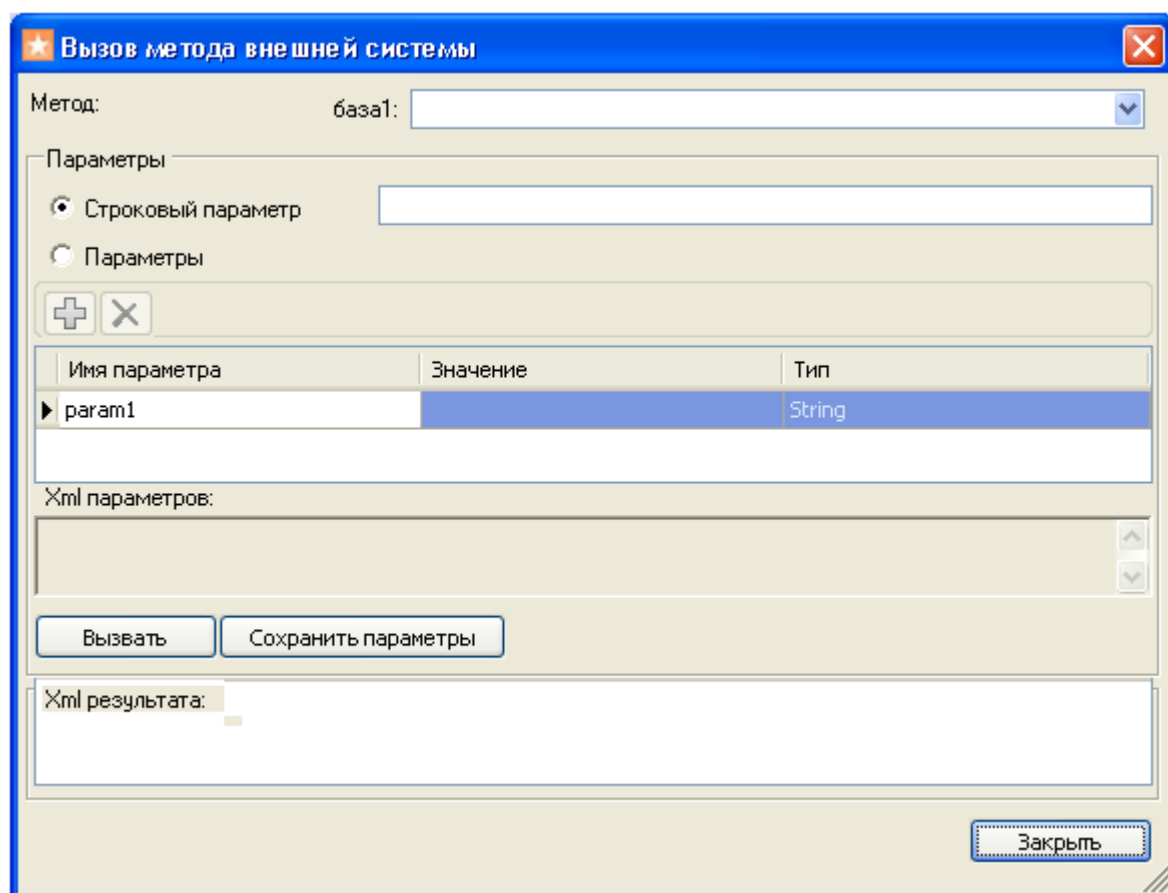 Вызов метода внешней системы
Метод: база1:
Параметры
Строковый параметр
Параметры
Имя параметра Значение Тип
param1 String
Xml параметров:
Вызвать Сохранить параметры
Xml результата:
Закрыть